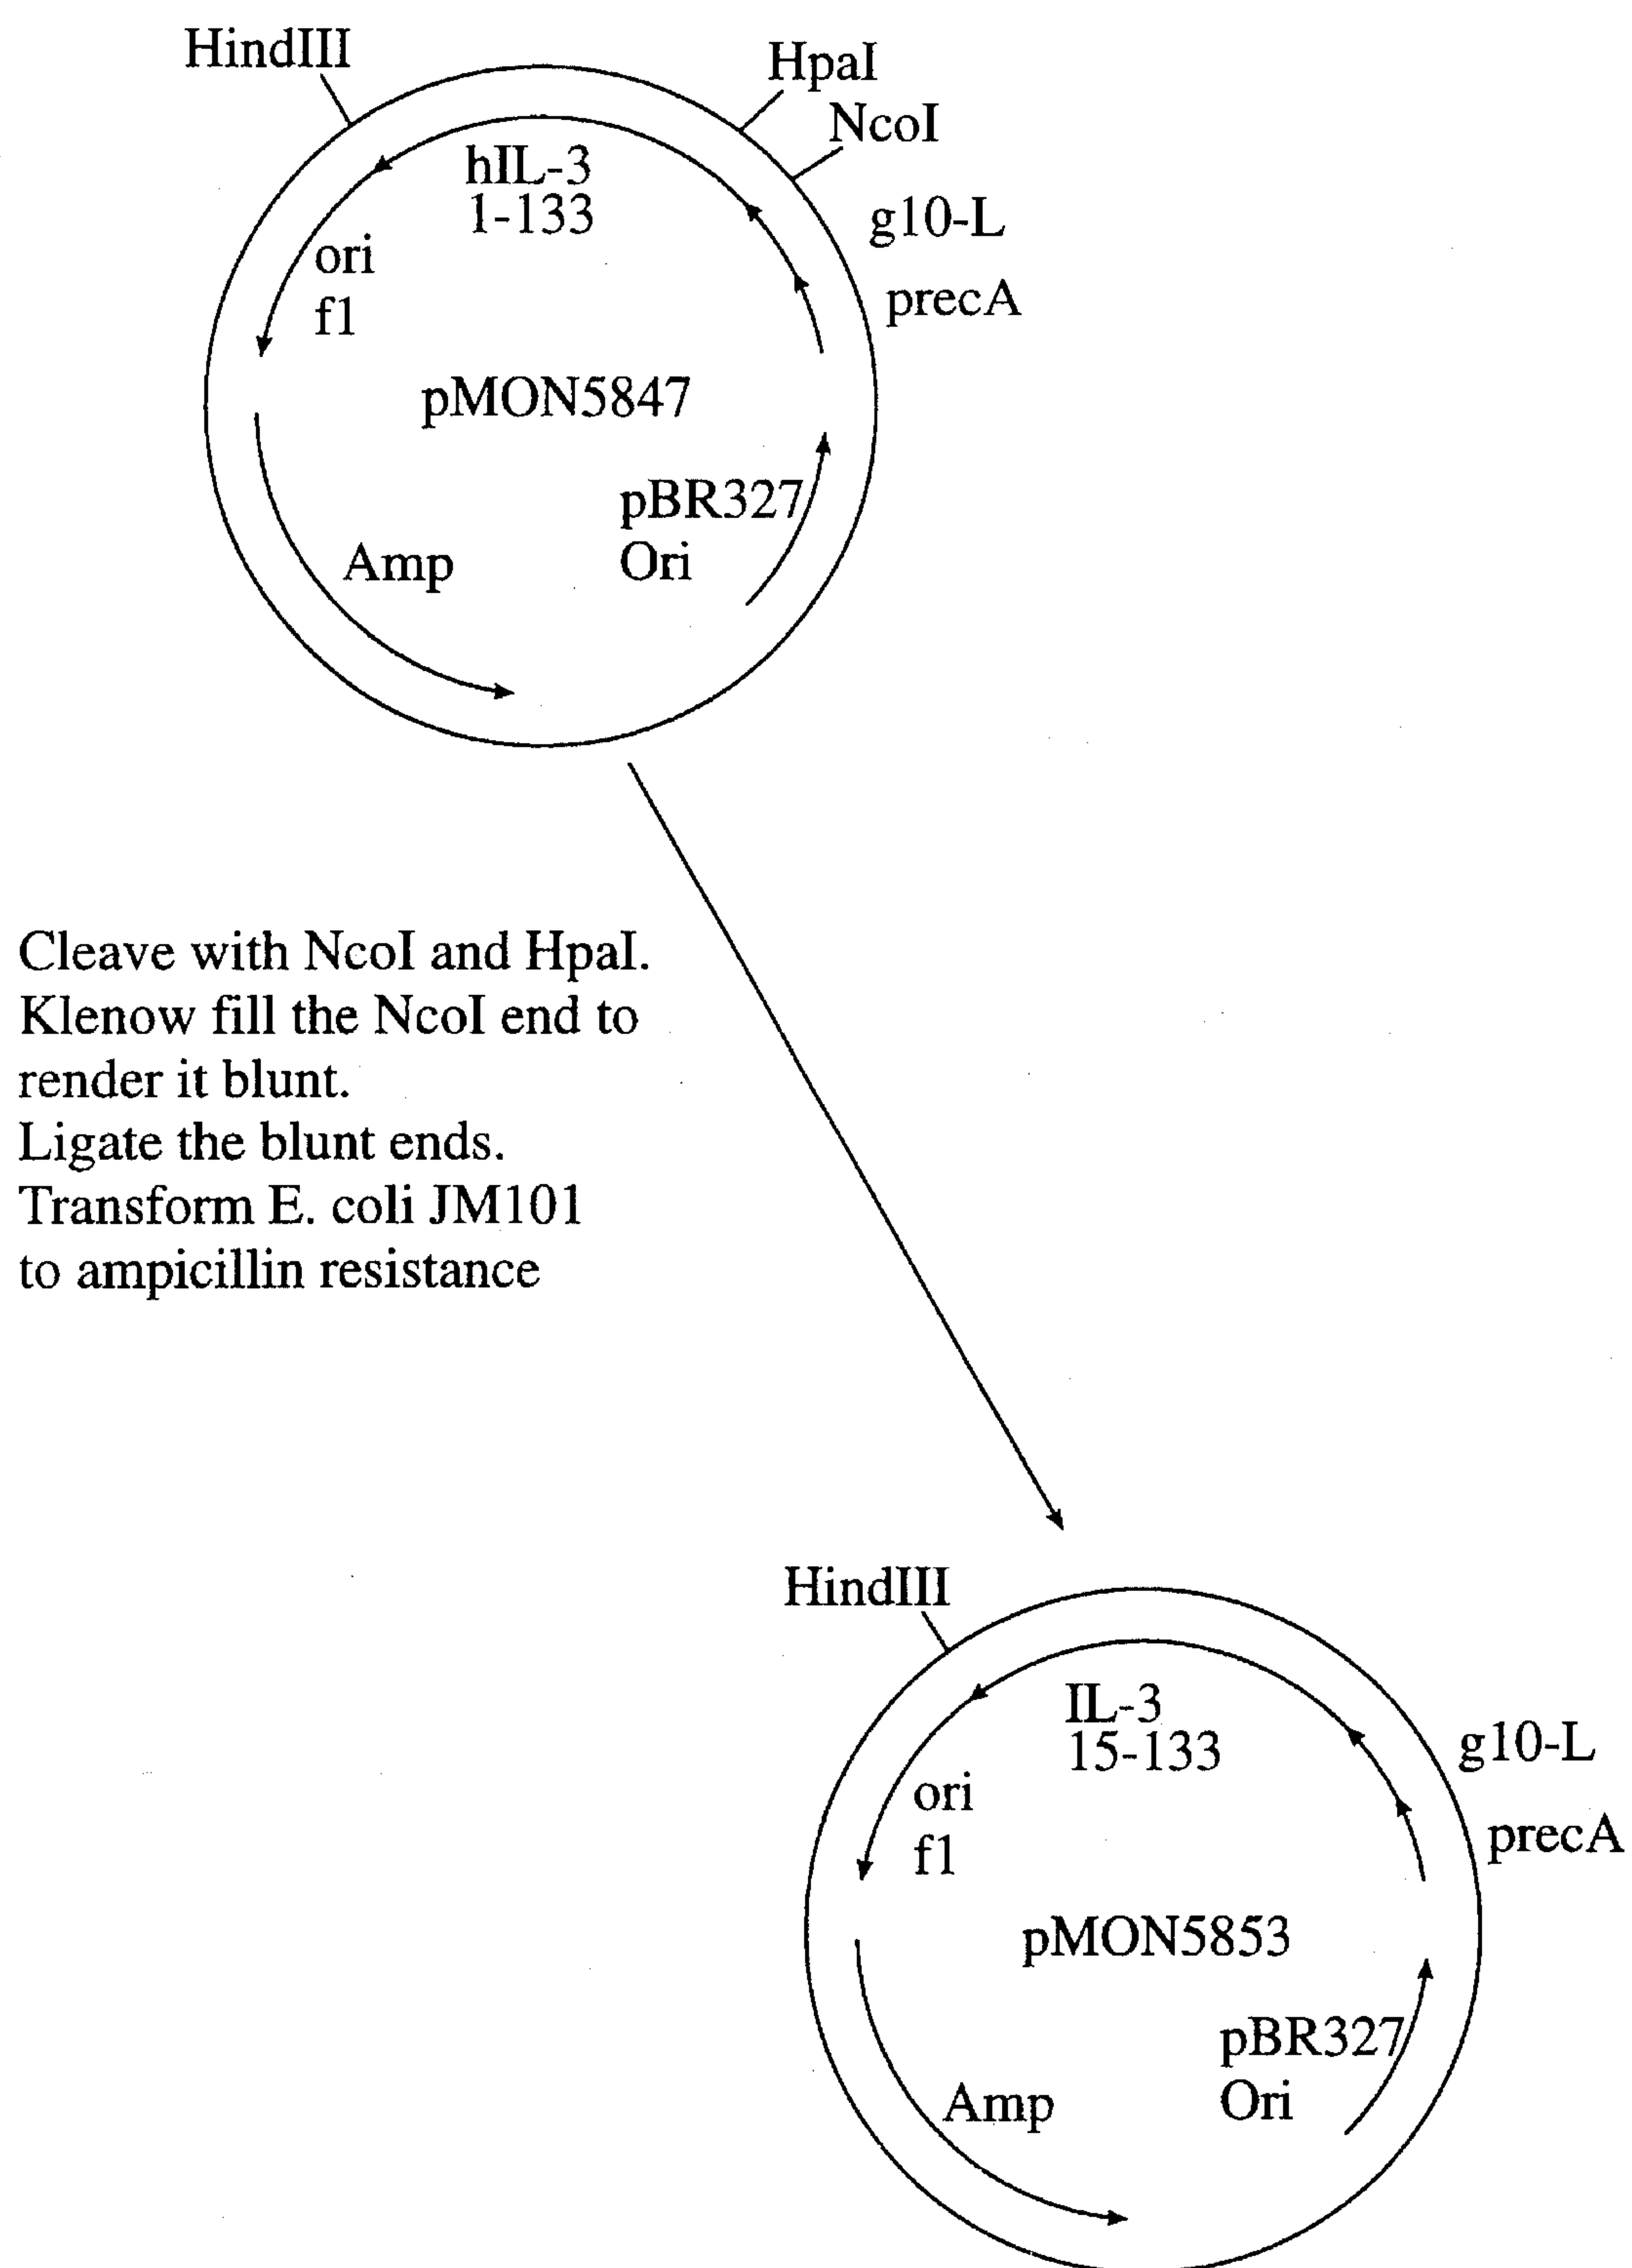 HindIII
HpaI
NcoI
hIL-3
1-133
g10-L
ori
f1
precA
pMON5847
pBR327
Ori
Amp
Cleave with NcoI and HpaI.
Klenow fill the NcoI end to
render it blunt.
Ligate the blunt ends.
Transform E. coli JM101
to ampicillin resistance
HindIII
IL-3
15-133
g10-L
ori
f1
precA
pMON5853
pBR327
Ori
Amp